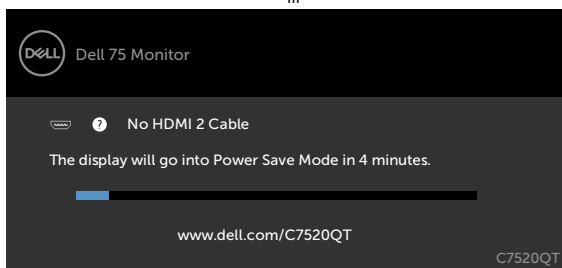 DELL
Dell 75 Monitor
? No HDMI 2 Cable
The display will go into Power Save Mode in 4 minutes.
www.dell.com/C7520QT
C7520QT